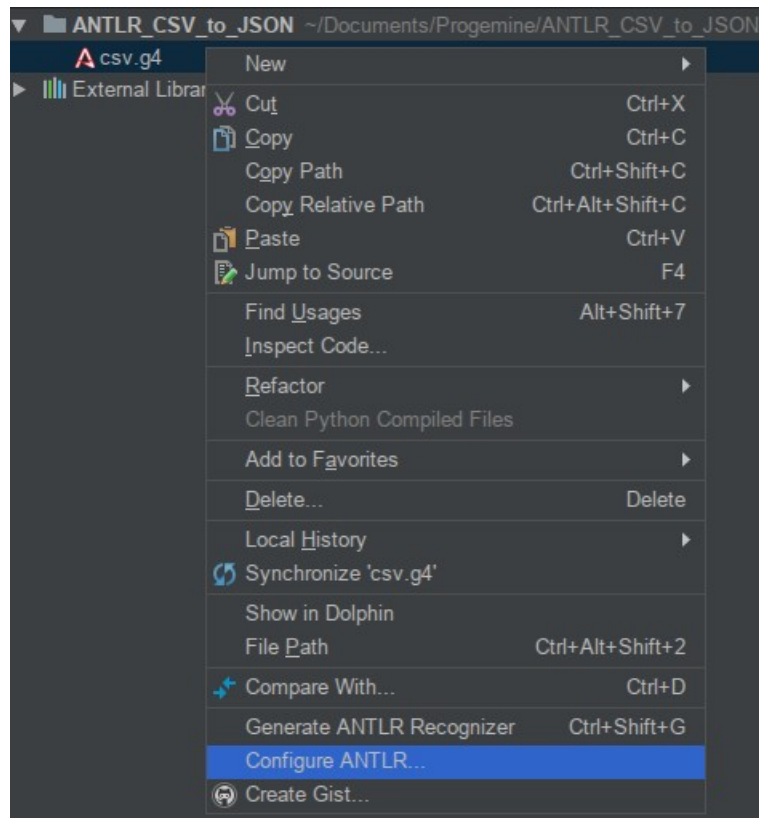 ANTLR_CSV_to_JSON ~/Documents/Progemine/ANTLR_CSV_to_JSON
csv.g4
External Librar
New
Cut Ctrl+X
Copy Ctrl+C
Copy Path Ctrl+Shift+C
Copy Relative Path Ctrl+Alt+Shift+C
Paste Ctrl+V
Jump to Source F4
Find Usages Alt+Shift+7
Inspect Code...
Refactor
Clean Python Compiled Files
Add to Favorites
Delete... Delete
Local History
Synchronize 'csv.g4'
Show in Dolphin
File Path Ctrl+Alt+Shift+2
Compare With... Ctrl+D
Generate ANTLR Recognizer Ctrl+Shift+G
Configure ANTLR...
Create Gist...